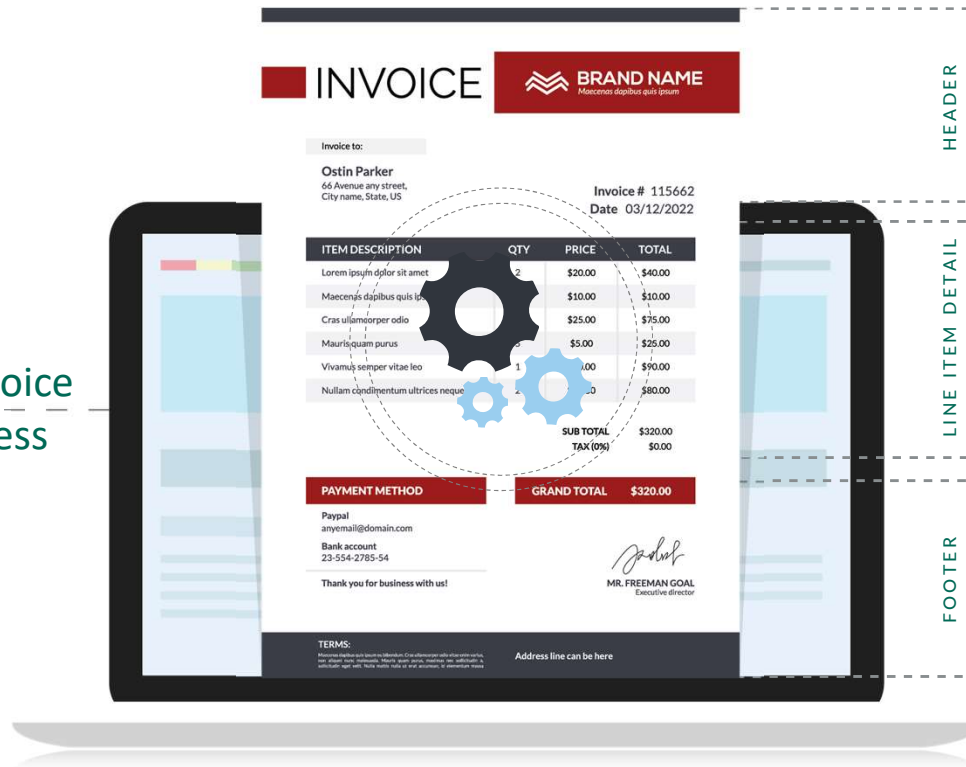 INVOICE
BRAND NAME
Maecenas dapibus quis ipsum
HEADER
Invoice to:
Ostin Parker
66 Avenue any street,
City name, State, US
Invoice # 115662
Date 03/12/2022
ITEM DESCRIPTION QTY PRICE TOTAL
Lorem ipsum dolor sit amet 2 $20.00 $40.00
Maecenas dapibus quis $10.00 $10.00
Cras ullamcorper odio $25.00 $75.00
Mauris quam purus $5.00 $25.00
Vivamus semper vitae leo 1 $90.00
Nullam condimentum ultrices neque $80.00
LINE ITEM DETAIL
oice
ess
SUB TOTAL $320.00
TAX (0%) $0.00
PAYMENT METHOD
GRAND TOTAL $320.00
Paypal
anyemail@domain.com
Bank account
23-554-2785-54
Thank you for business with us!
MR. FREEMAN GOAL
Executive director
FOOTER
TERMS:
Address line can be here